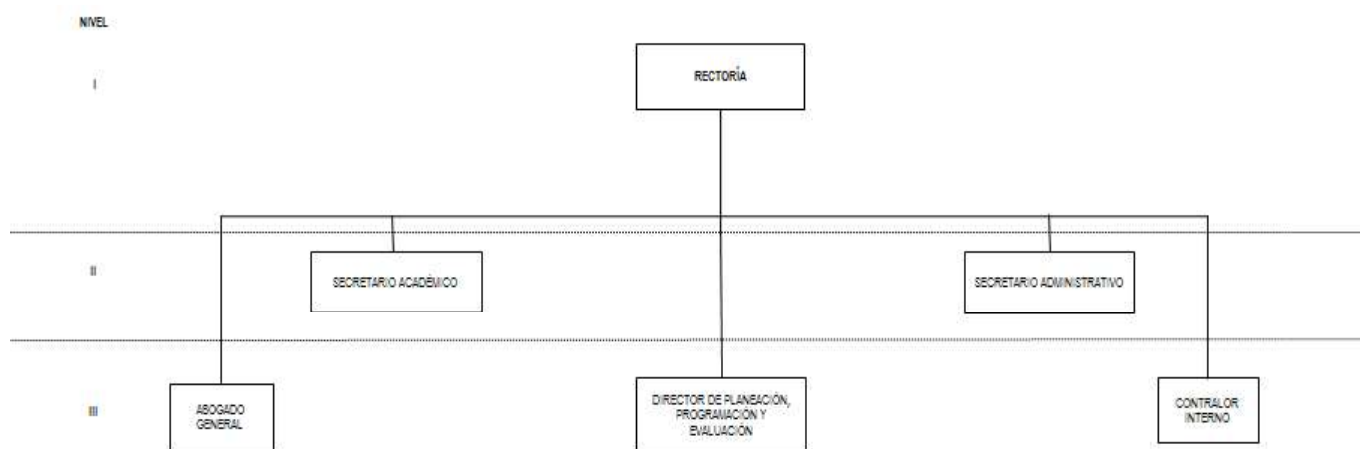 NIVEL
I
RECTORÍA
II
SECRETARIO ACADÉMICO
SECRETARIO ADMINISTRATIVO
III
ABOGADO
GENERAL
DIRECTOR DE PLANEACIÓN,
PROGRAMACIÓN Y
EVALUACIÓN
CONTRALOR
INTERNO